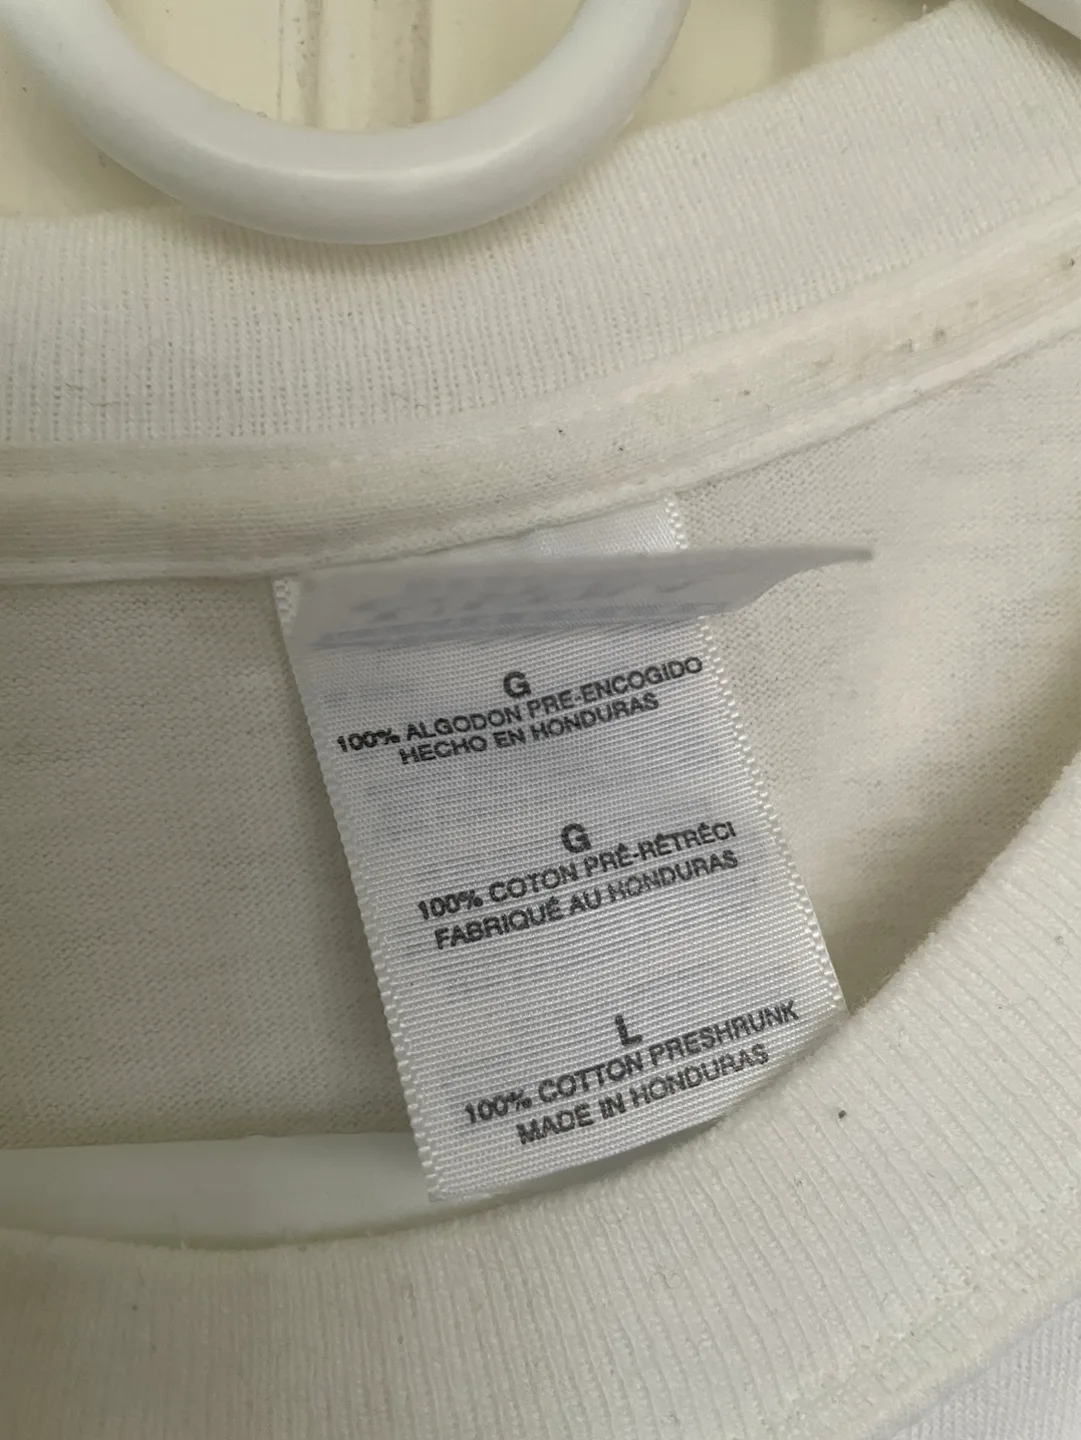 G
100% ALGODON PRE-ENCOGIDO
HECHO EN HONDURAS
G
100% COTON PRÉ-RÉTRÉCI
FABRIQUÉ AU HONDURAS
L
100% COTTON PRESHRUNK
MADE IN HONDURAS